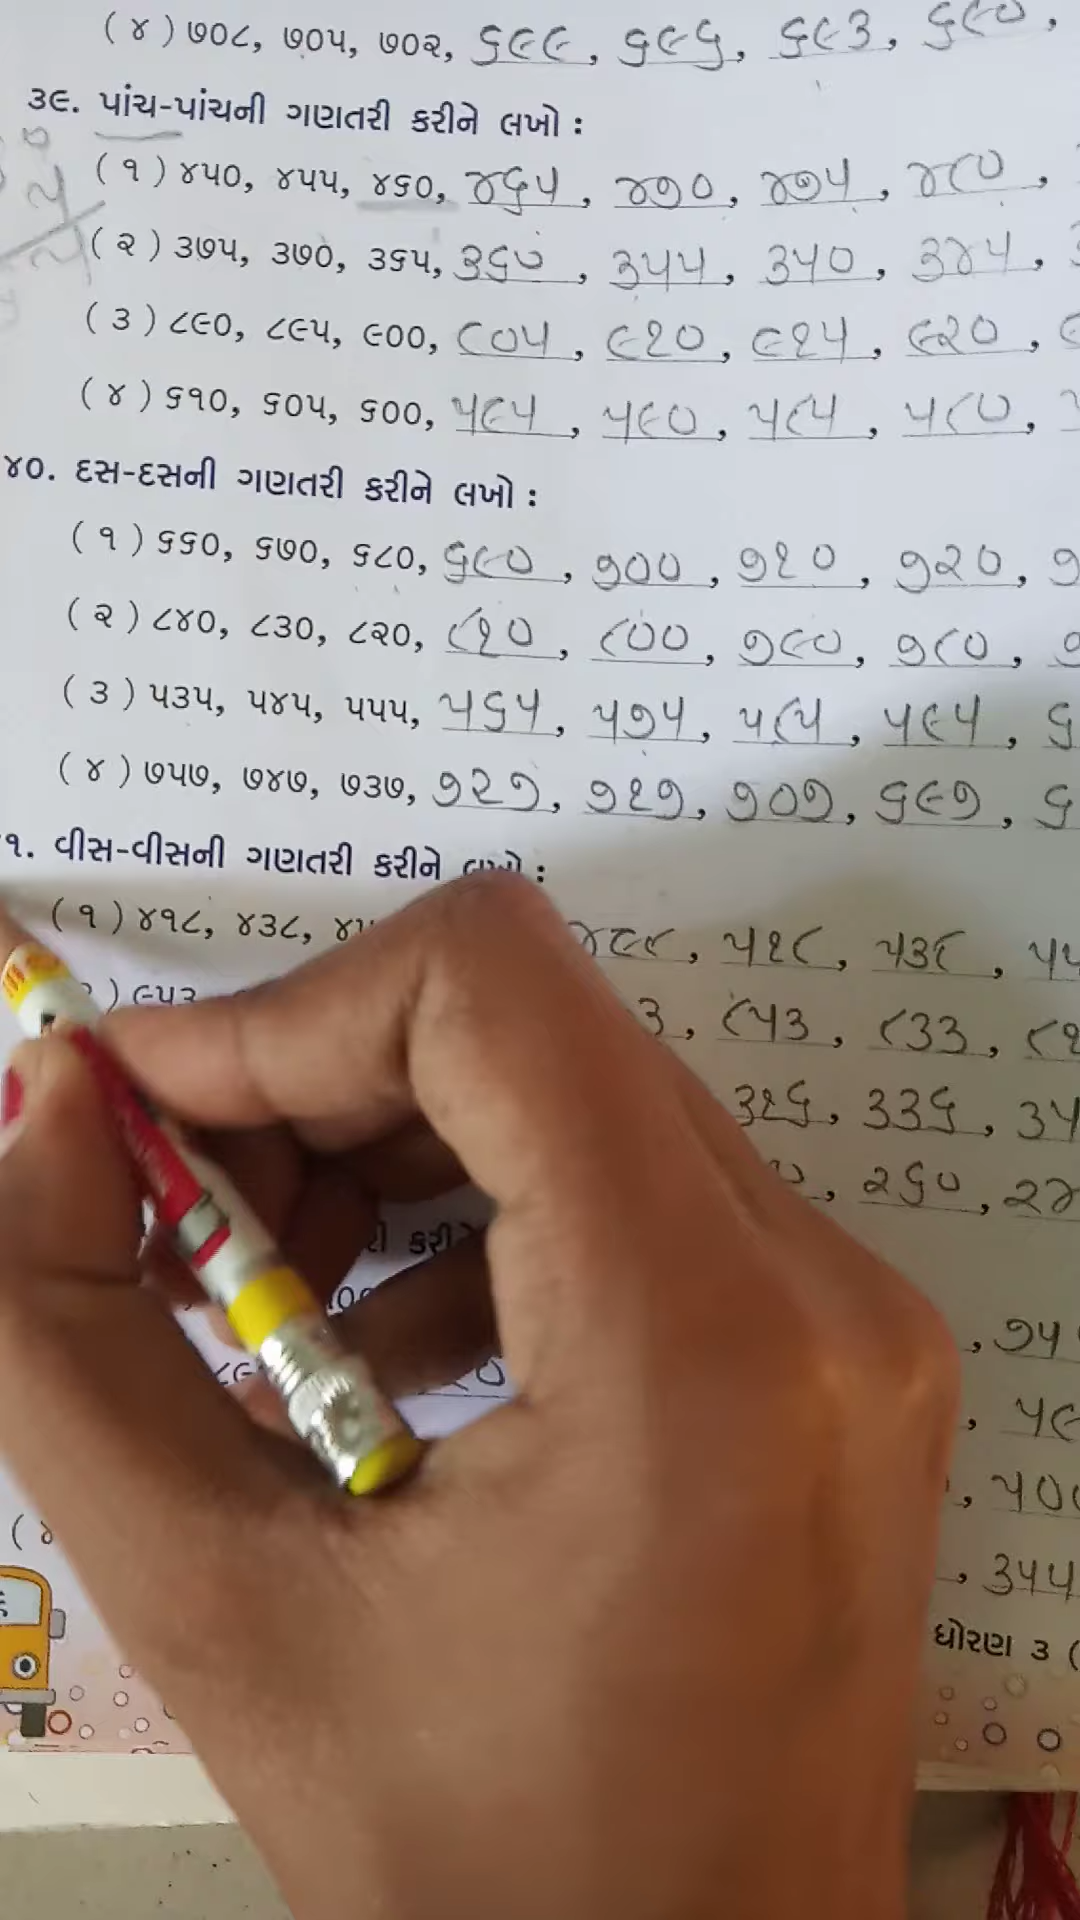 (૪) ૭૦૮, ૭૦૫, ૭૦૨, ૬૯૯, ૬૯૬, ૬૯૩, ૬૯૦,
૩૯. પાંચ-પાંચની ગણતરી કરીને લખો :
(૧) ૪૫૦, ૪૫૫, ૪૬૦, ૪૬૫, ૪૭૦, ૪૭૫, ૪૮૦,
(૨) ૩૭૫, ૩૭૦, ૩૬૫, ૩૬૦, ૩૫૫, ૩૫૦, ૩૪૫,
(૩) ૮૯૦, ૮૯૫, ૯૦૦, ૯૦૫, ૯૧૦, ૯૧૫, ૯૨૦,
(૪) ૬૧૦, ૬૦૫, ૬૦૦, ૫૯૫, ૫૯૦, ૫૮૫, ૫૮૦,
૪૦. દસ-દસની ગણતરી કરીને લખો :
(૧) ૬૬૦, ૬૭૦, ૬૮૦, ૬૯૦, ૭૦૦, ૭૧૦, ૭૨૦,
(૨) ૮૪૦, ૮૩૦, ૮૨૦, ૮૧૦, ૮૦૦, ૭૯૦, ૭૮૦,
(૩) ૫૩૫, ૫૪૫, ૫૫૫, ૫૬૫, ૫૭૫, ૫૮૫, ૫૯૫,
(૪) ૭૫૭, ૭૪૭, ૭૩૭, ૭૨૭, ૭૧૭, ૭૦૭, ૬૯૭,
૧. વીસ-વીસની ગણતરી કરીને લખો :
(૧) ૪૧૮, ૪૩૮, ૪૯૮, ૫૧૮, ૫૩૮,
૯૫૩ ૮૫૩, ૮૩૩,
૩૧૬, ૩૩૬,
૨૬૦,
કરી
૩૫૫
ધોરણ ૩ (